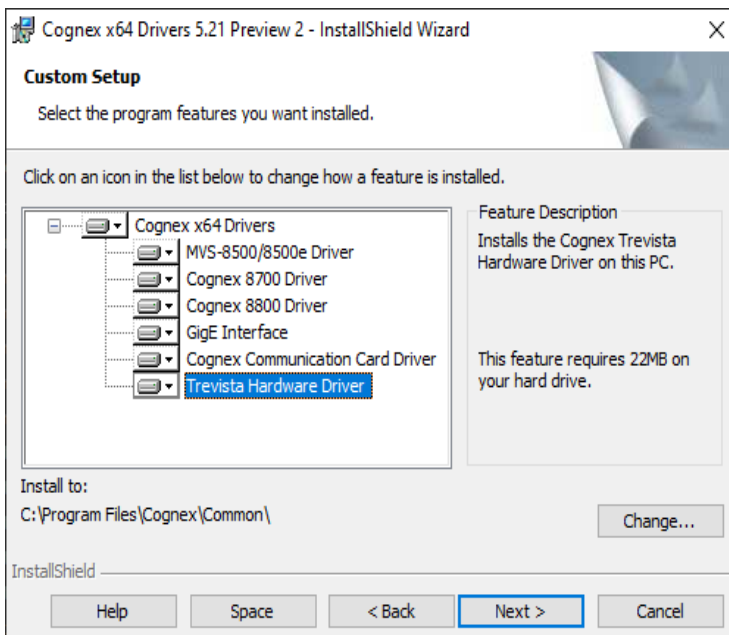 Cognex x64 Drivers 5.21 Preview 2 - InstallShield Wizard
Custom Setup
Select the program features you want installed.
Click on an icon in the list below to change how a feature is installed.
Cognex x64 Drivers
MVS-8500/8500e Driver
Cognex 8700 Driver
Cognex 8800 Driver
GigE Interface
Cognex Communication Card Driver
Trevista Hardware Driver
Feature Description
Installs the Cognex Trevista
Hardware Driver on this PC.
This feature requires 22MB on
your hard drive.
Install to:
C:\Program Files\Cognex\Common\
Change...
InstallShield
Help
Space
< Back
Next >
Cancel